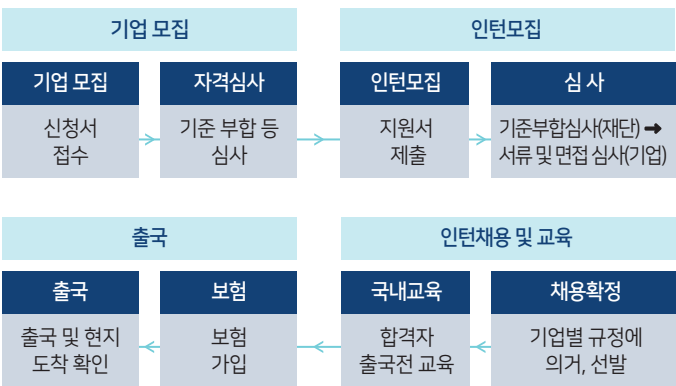 기업 모집
인턴모집
기업 모집
자격심사
인턴모집
심 사
신청서
접수
기준 부합 등
심사
지원서
제출
기준부합심사(재단) ➡
서류 및 면접 심사(기업)
출국
인턴채용 및 교육
출국
보험
국내교육
채용확정
출국 및 현지
도착 확인
보험
가입
합격자
출국전 교육
기업별 규정에
의거, 선발